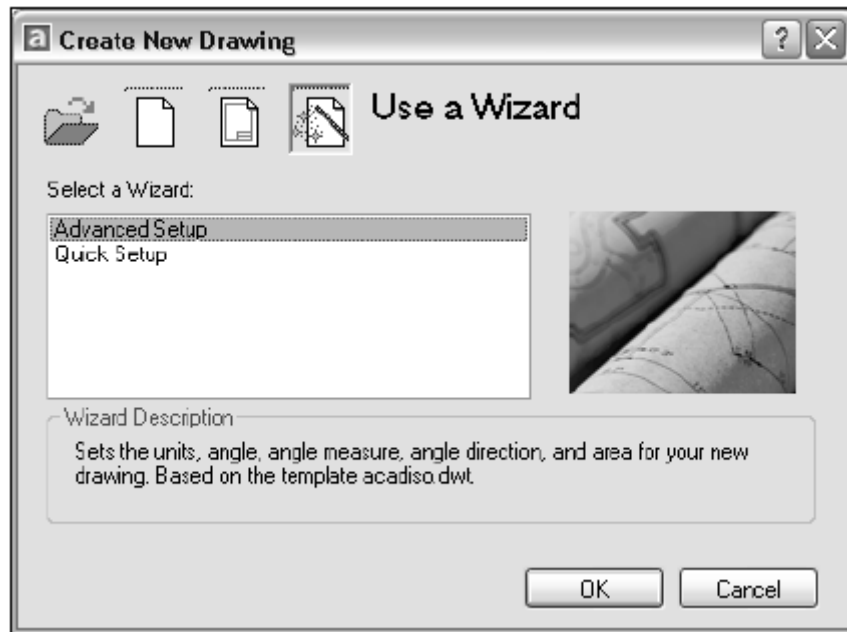 a Create New Drawing ? X
Use a Wizard
Select a Wizard:
Advanced Setup
Quick Setup
Wizard Description
Sets the units, angle, angle measure, angle direction, and area for your new
drawing. Based on the template acadiso.dwt.
OK Cancel